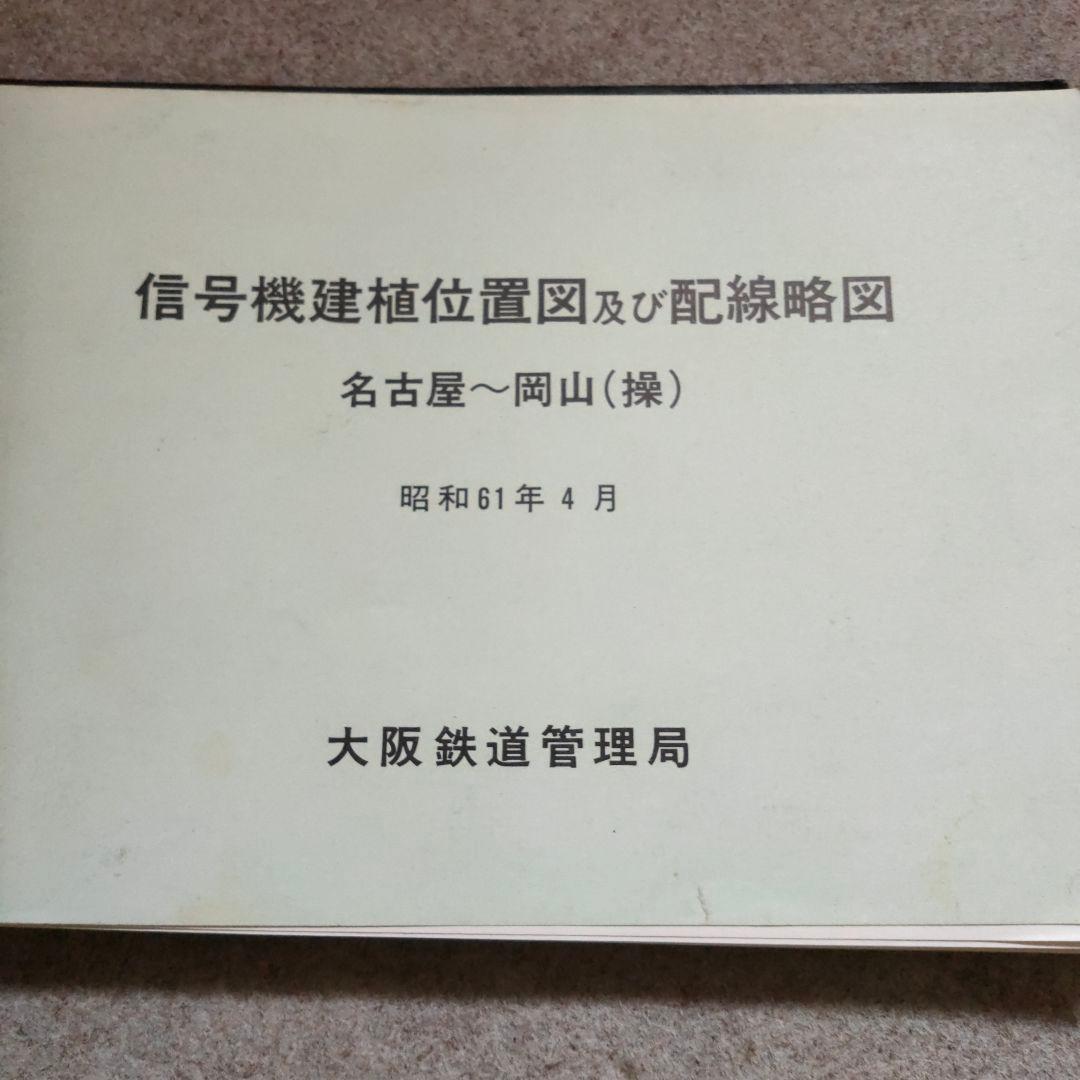 信号機建植位置図及び配線略図
名古屋～岡山(操)
昭和61年4月
大阪鉄道管理局